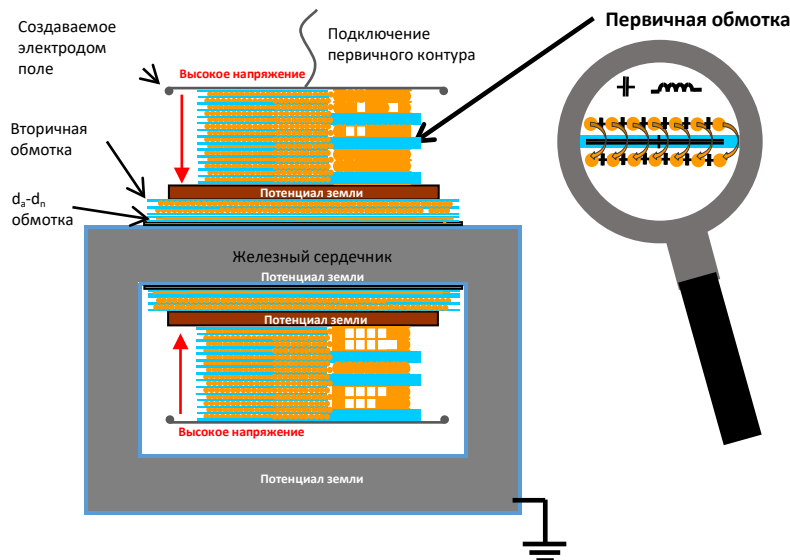 Создаваемое
электродом
поле
Подключение
первичного контура
Первичная обмотка
Высокое напряжение
Вторичная
обмотка
dₐ-dₙ
обмотка
Потенциал земли
Железный сердечник
Потенциал земли
Потенциал земли
Высокое напряжение
Потенциал земли